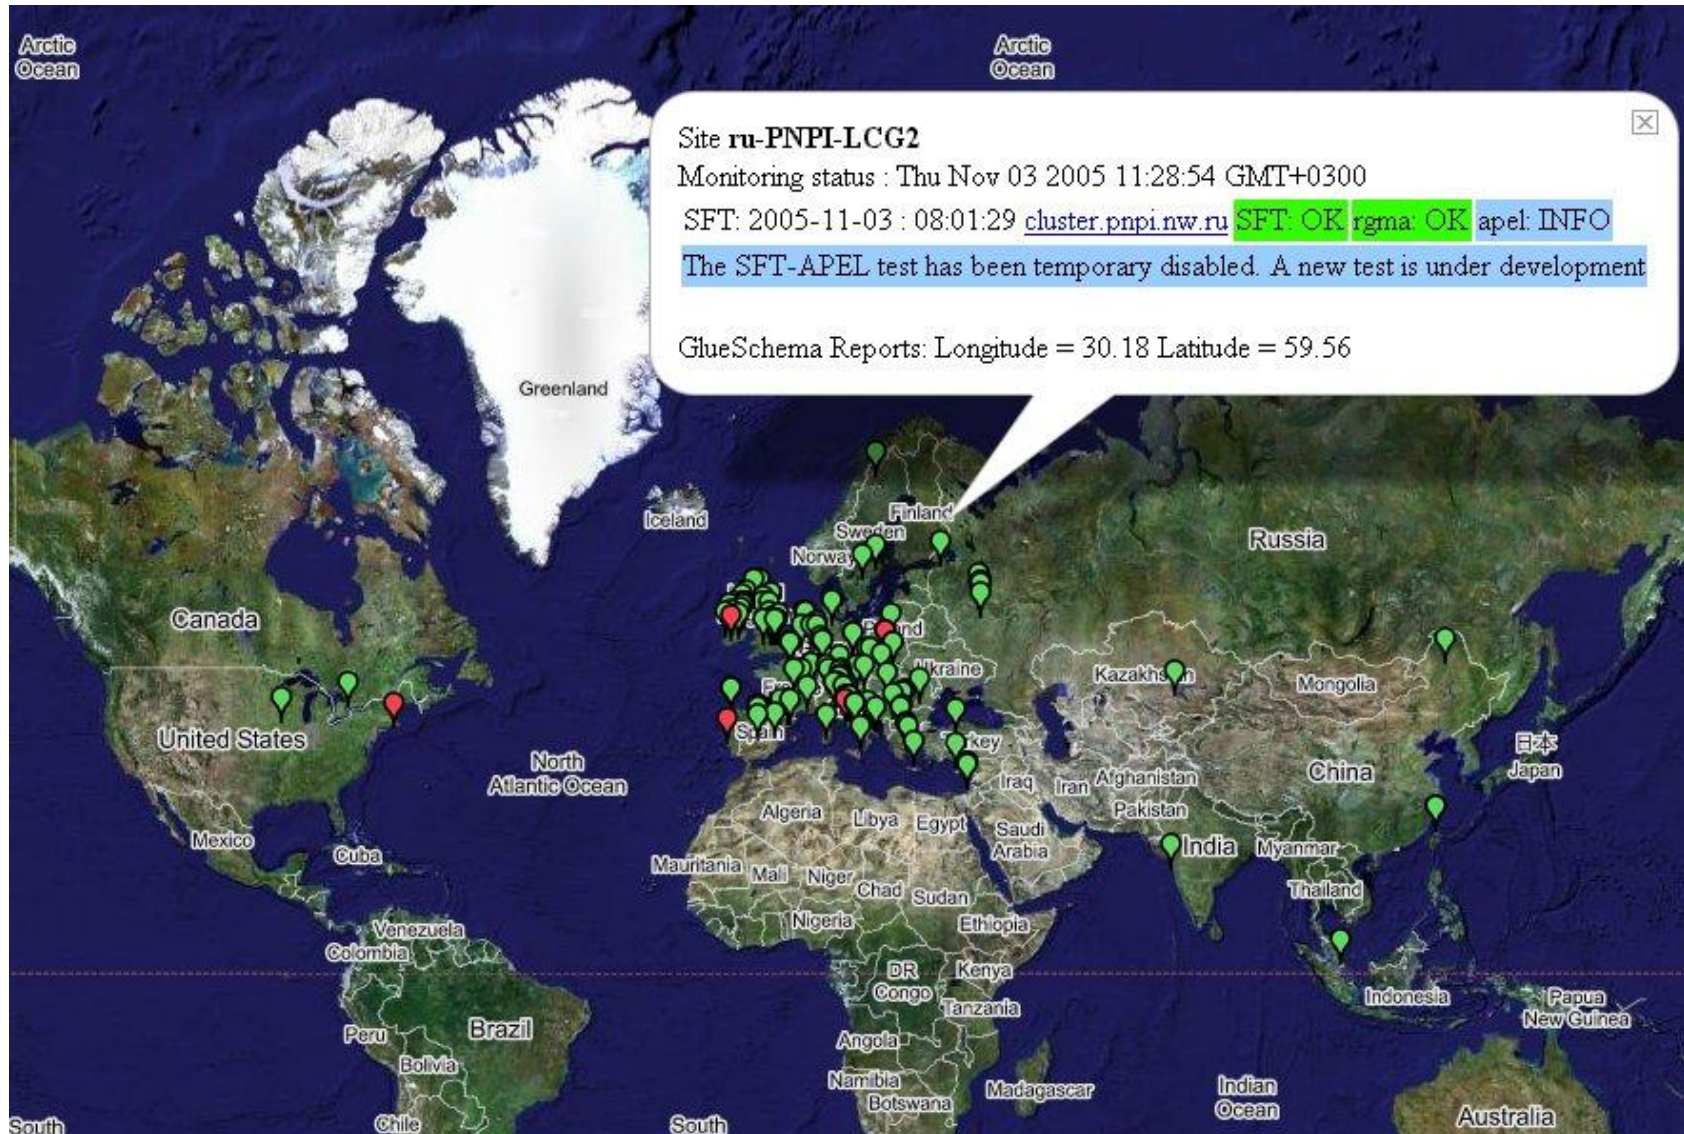 Arctic
Ocean
Arctic
Ocean
Site ru-PNPI-LCG2
Monitoring status : Thu Nov 03 2005 11:28:54 GMT+0300
SFT: 2005-11-03 : 08:01:29 cluster.pnpi.nw.ru SFT: OK rgma: OK apel: INFO
The SFT-APEL test has been temporary disabled. A new test is under development
GlueSchema Reports: Longitude = 30.18 Latitude = 59.56
Greenland
Iceland
Finland
Sweden
Norway
Russia
Canada
Kazakhstan
Mongolia
Ukraine
United States
Spain
North
Atlantic Ocean
日本
Japan
China
Iraq
Iran
Afghanistan
Pakistan
Algeria
Libya
Egypt
Saudi
Arabia
Mexico
Cuba
India
Myanmar
Mauritania
Mali
Niger
Chad
Sudan
Thailand
Nigeria
Ethiopia
Venezuela
Colombia
DR
Congo
Kenya
Tanzania
Indonesia
Papua
New Guinea
Peru
Brazil
Angola
Bolivia
Namibia
Botswana
Madagascar
Indian
Ocean
Australia
Chile
South
South